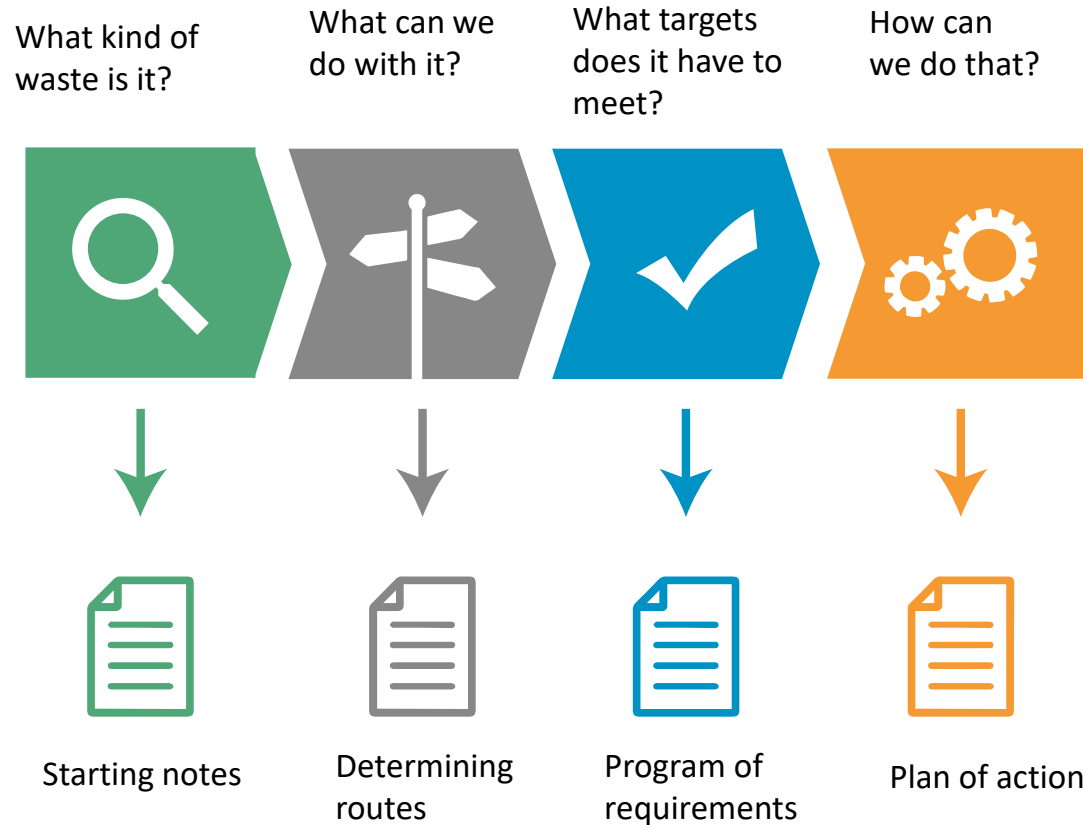 What kind of
waste is it?
What can we
do with it?
What targets
does it have to
meet?
How can
we do that?
Starting notes
Determining
routes
Program of
requirements
Plan of action